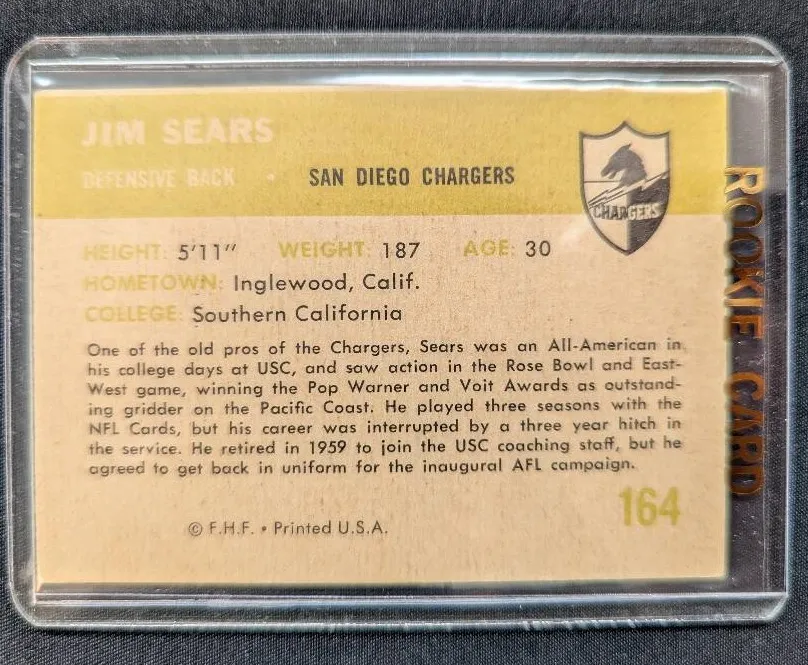 JIM SEARS
DEFENSIVE BACK • SAN DIEGO CHARGERS
CHARGERS
HEIGHT: 5'11" WEIGHT: 187 AGE: 30
HOMETOWN: Inglewood, Calif.
COLLEGE: Southern California
One of the old pros of the Chargers, Sears was an All-American in
his college days at USC, and saw action in the Rose Bowl and East-
West game, winning the Pop Warner and Voit Awards as outstand-
ing gridder on the Pacific Coast. He played three seasons with the
NFL Cards, but his career was interrupted by a three year hitch in
the service. He retired in 1959 to join the USC coaching staff, but he
agreed to get back in uniform for the inaugural AFL campaign.
164
© F.H.F. • Printed U.S.A.
ROOKIE CARD